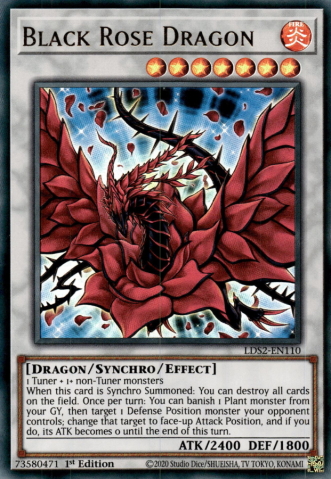 BLACK ROSE DRAGON
FIRE
炎
LDS2-EN110
[DRAGON/SYNCHRO/EFFECT]
1 Tuner + 1+ non-Tuner monsters
When this card is Synchro Summoned: You can destroy all cards
on the field. Once per turn: You can banish 1 Plant monster from
your GY, then target 1 Defense Position monster your opponent
controls; change that target to face-up Attack Position, and if you
do, its ATK becomes 0 until the end of this turn.
ATK/2400 DEF/1800
73580471 1st Edition
©2020 Studio Dice/SHUEISHA, TV TOKYO, KONAMI